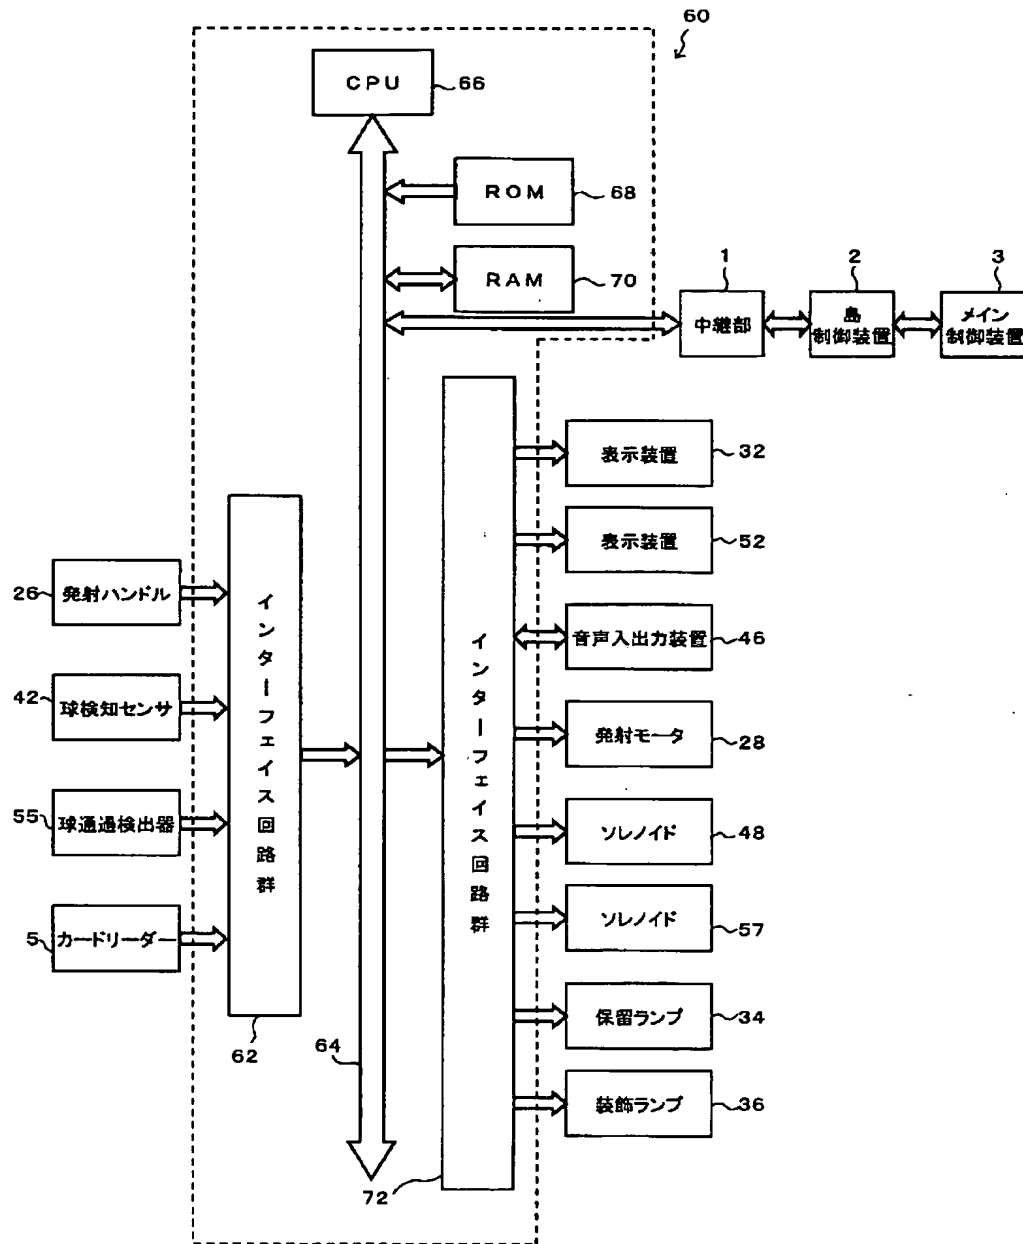 60
CPU
66
ROM
68
RAM
70
1
2
3
中継部
島
制御装置
メイン
制御装置
表示装置
32
表示装置
52
26
発射ハンドル
音声入出力装置
46
42
球検知センサ
発射モータ
28
55
球通過検出器
ソレノイド
48
5
カードリーダー
ソレノイド
57
インターフェイス回路群
インターフェイス回路群
保留ランプ
34
62
64
装飾ランプ
36
72